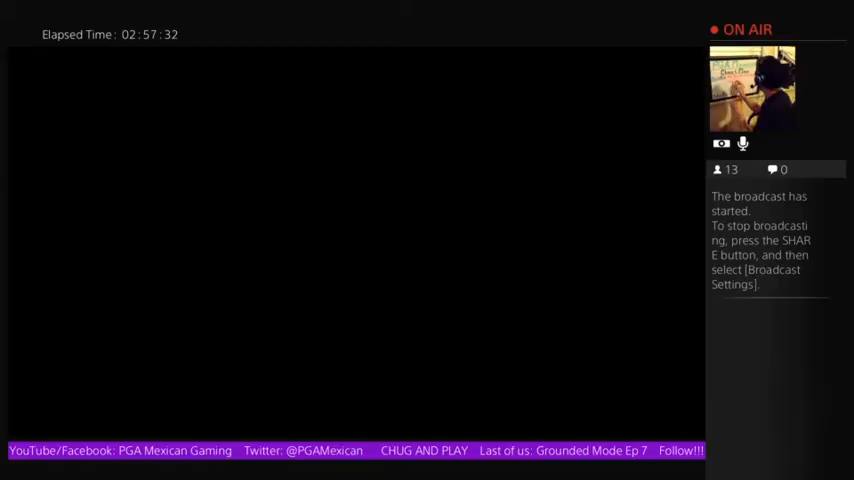 Elapsed Time: 02:57:32
ON AIR
13 0
The broadcast has
started.
To stop broadcasti
ng, press the SHAR
E button, and then
select [Broadcast
Settings].
YouTube/Facebook: PGA Mexican Gaming Twitter: @PGAMexican CHUG AND PLAY Last of us: Grounded Mode Ep 7 Follow!!!